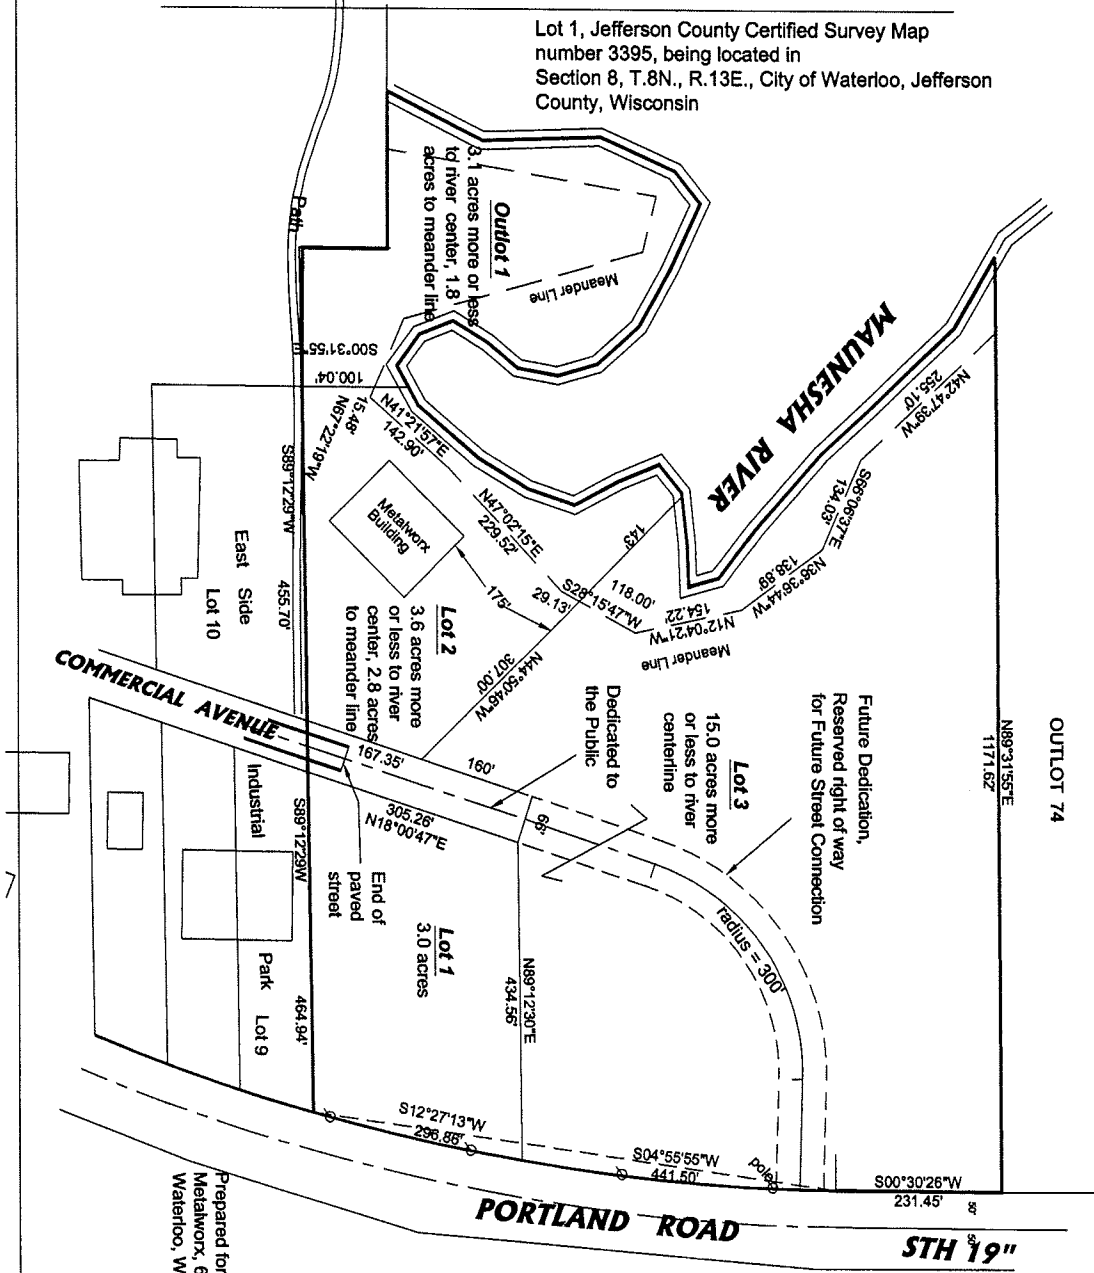 Lot 1, Jefferson County Certified Survey Map
number 3395, being located in
Section 8, T.8N., R.13E., City of Waterloo, Jefferson
County, Wisconsin
Path
Outlot 1
3.1 acres more or less
to river center, 1.8
acres to meander line
Meander Line
MAUNESHA RIVER
N42°47'39"W
255.10'
S66°06'37"E
134.03'
N36°36'44"W
138.89'
N12°04'21"W
154.22'
Meander Line
S28°15'47"W
118.00'
29.13'
143'
N47°02'15"E
229.52'
N41°21'57"E
142.90'
S00°31'55"E
100.04'
15.48'
N67°22'19"W
Metalworx
Building
175'
N44°50'46"W
307.00'
S89°12'29"W
455.70'
East Side
Lot 10
Lot 2
3.6 acres more
or less to river
center, 2.8 acres
to meander line
COMMERCIAL AVENUE
167.35'
160'
305.26'
N18°00'47"E
66'
Dedicated to
the Public
Lot 3
15.0 acres more
or less to river
centerline
Future Dedication,
Reserved right of way
for Future Street Connection
OUTLOT 74
N89°31'55"E
1171.62'
radius = 300'
End of
paved
street
Lot 1
3.0 acres
N89°12'30"E
434.56'
Industrial
Park Lot 9
S89°12'29W
464.94'
S12°27'13"W
296.86'
S04°55'55"W
441.50'
pole
S00°30'26"W
231.45'
50'
50'
PORTLAND ROAD
STH 19"
Prepared for
Metalworx, 6
Waterloo, W